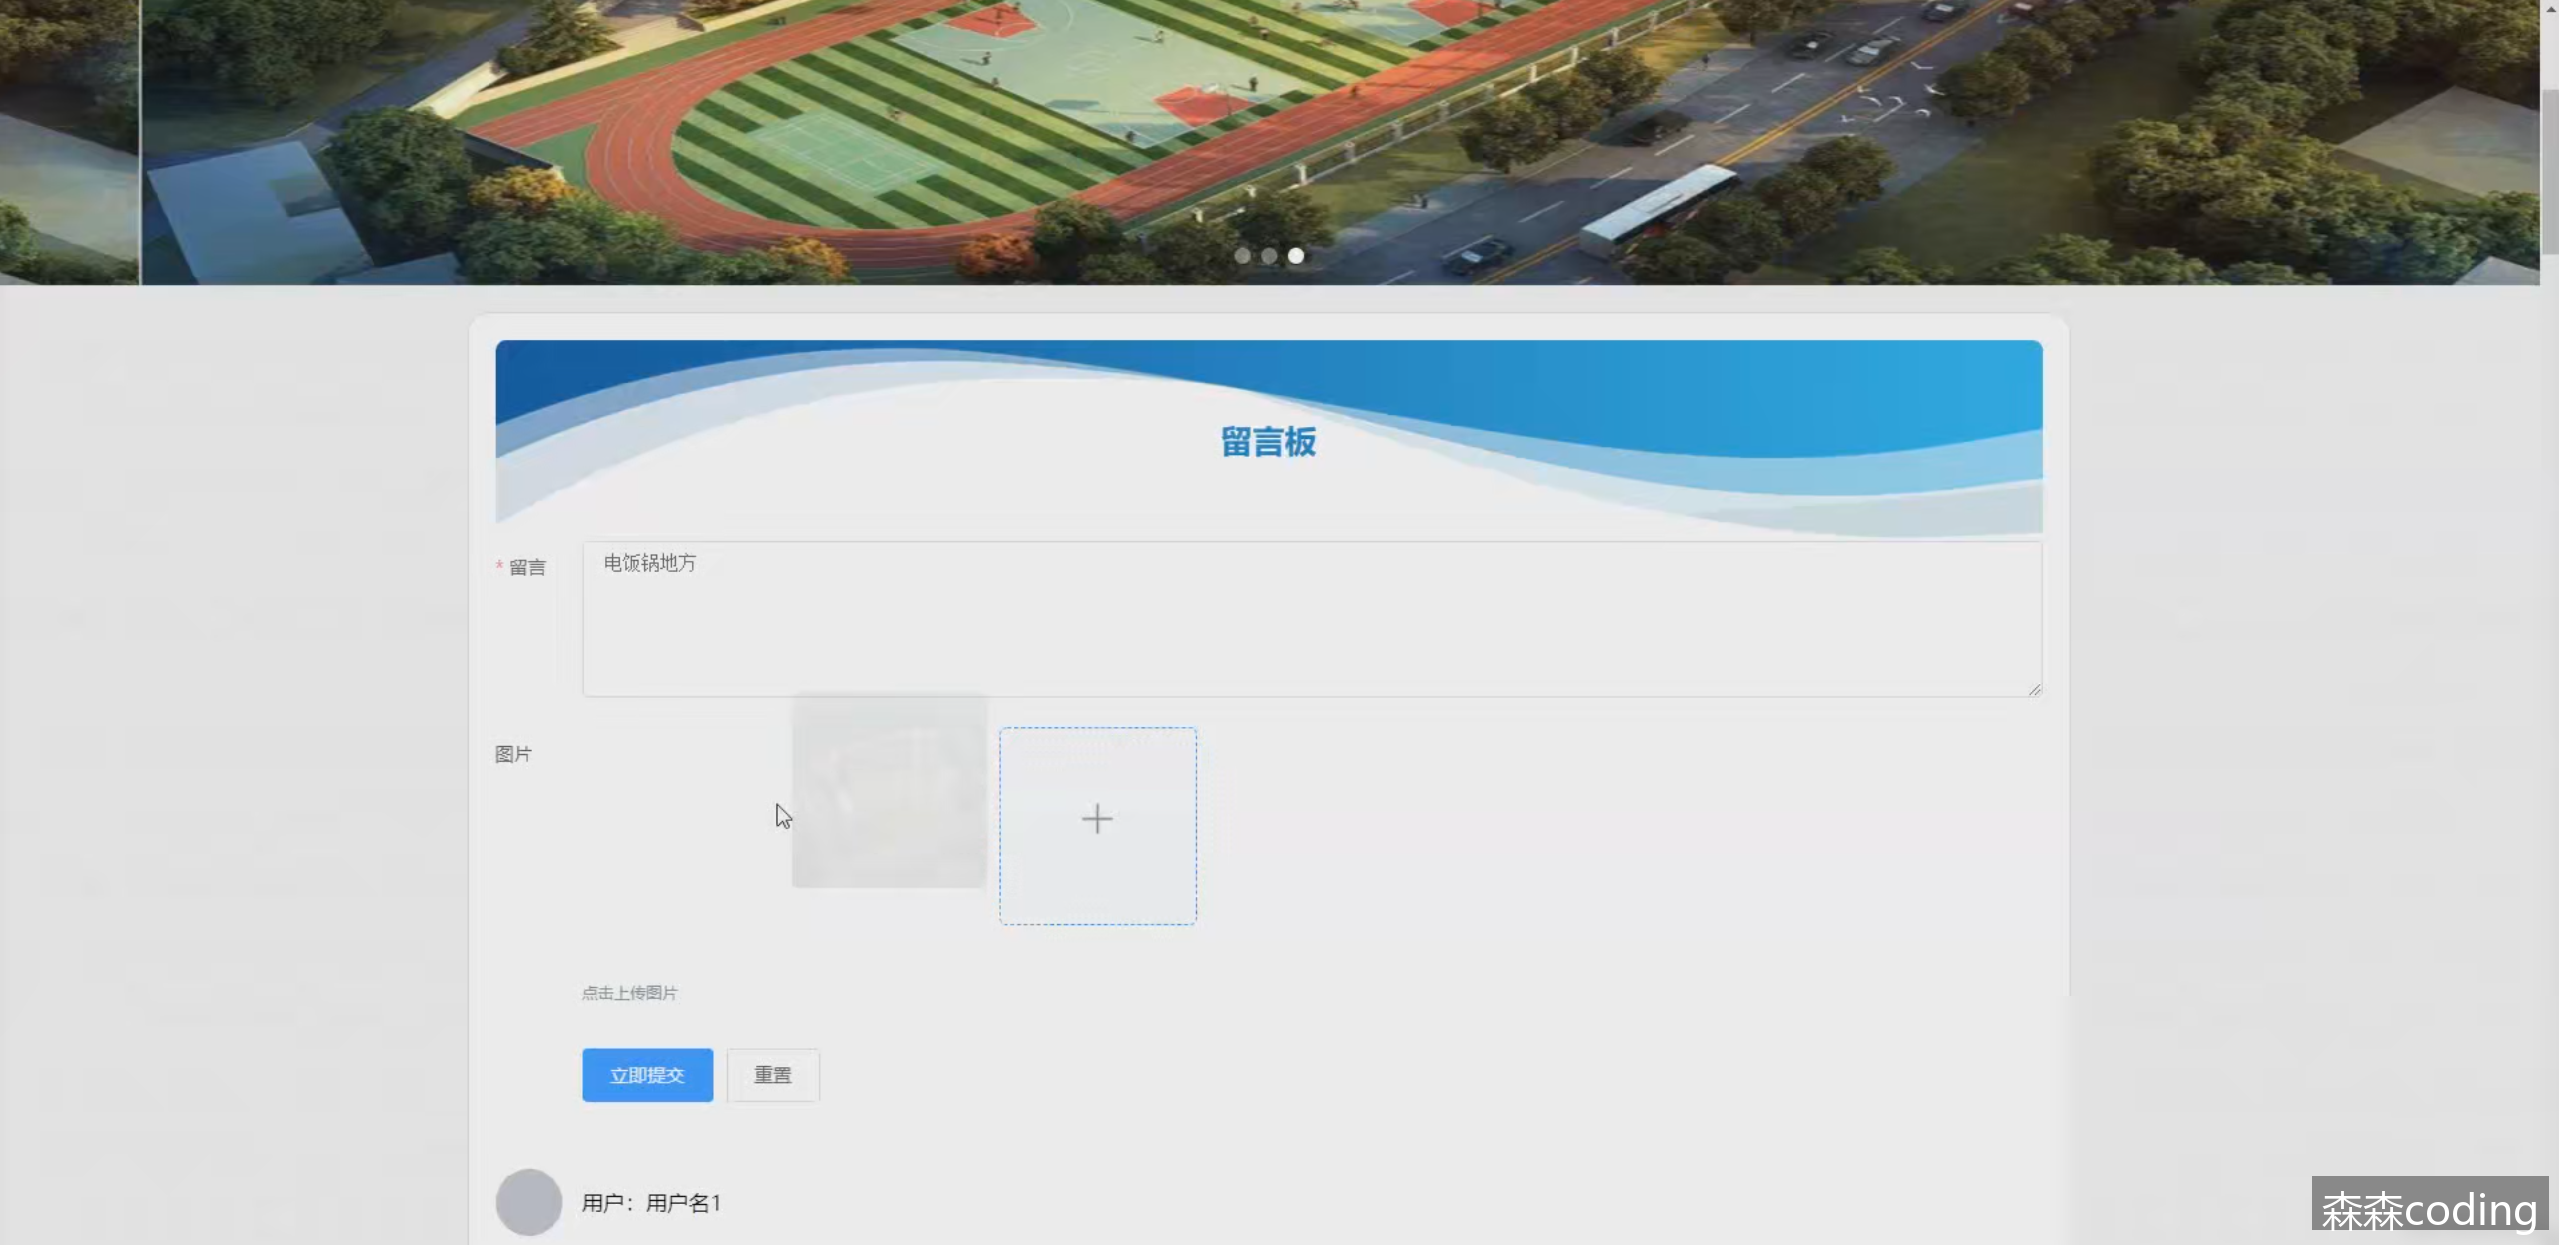 留言板
* 留言
电饭锅地方
图片
点击上传图片
立即提交
重置
用户：用户名1
森森coding